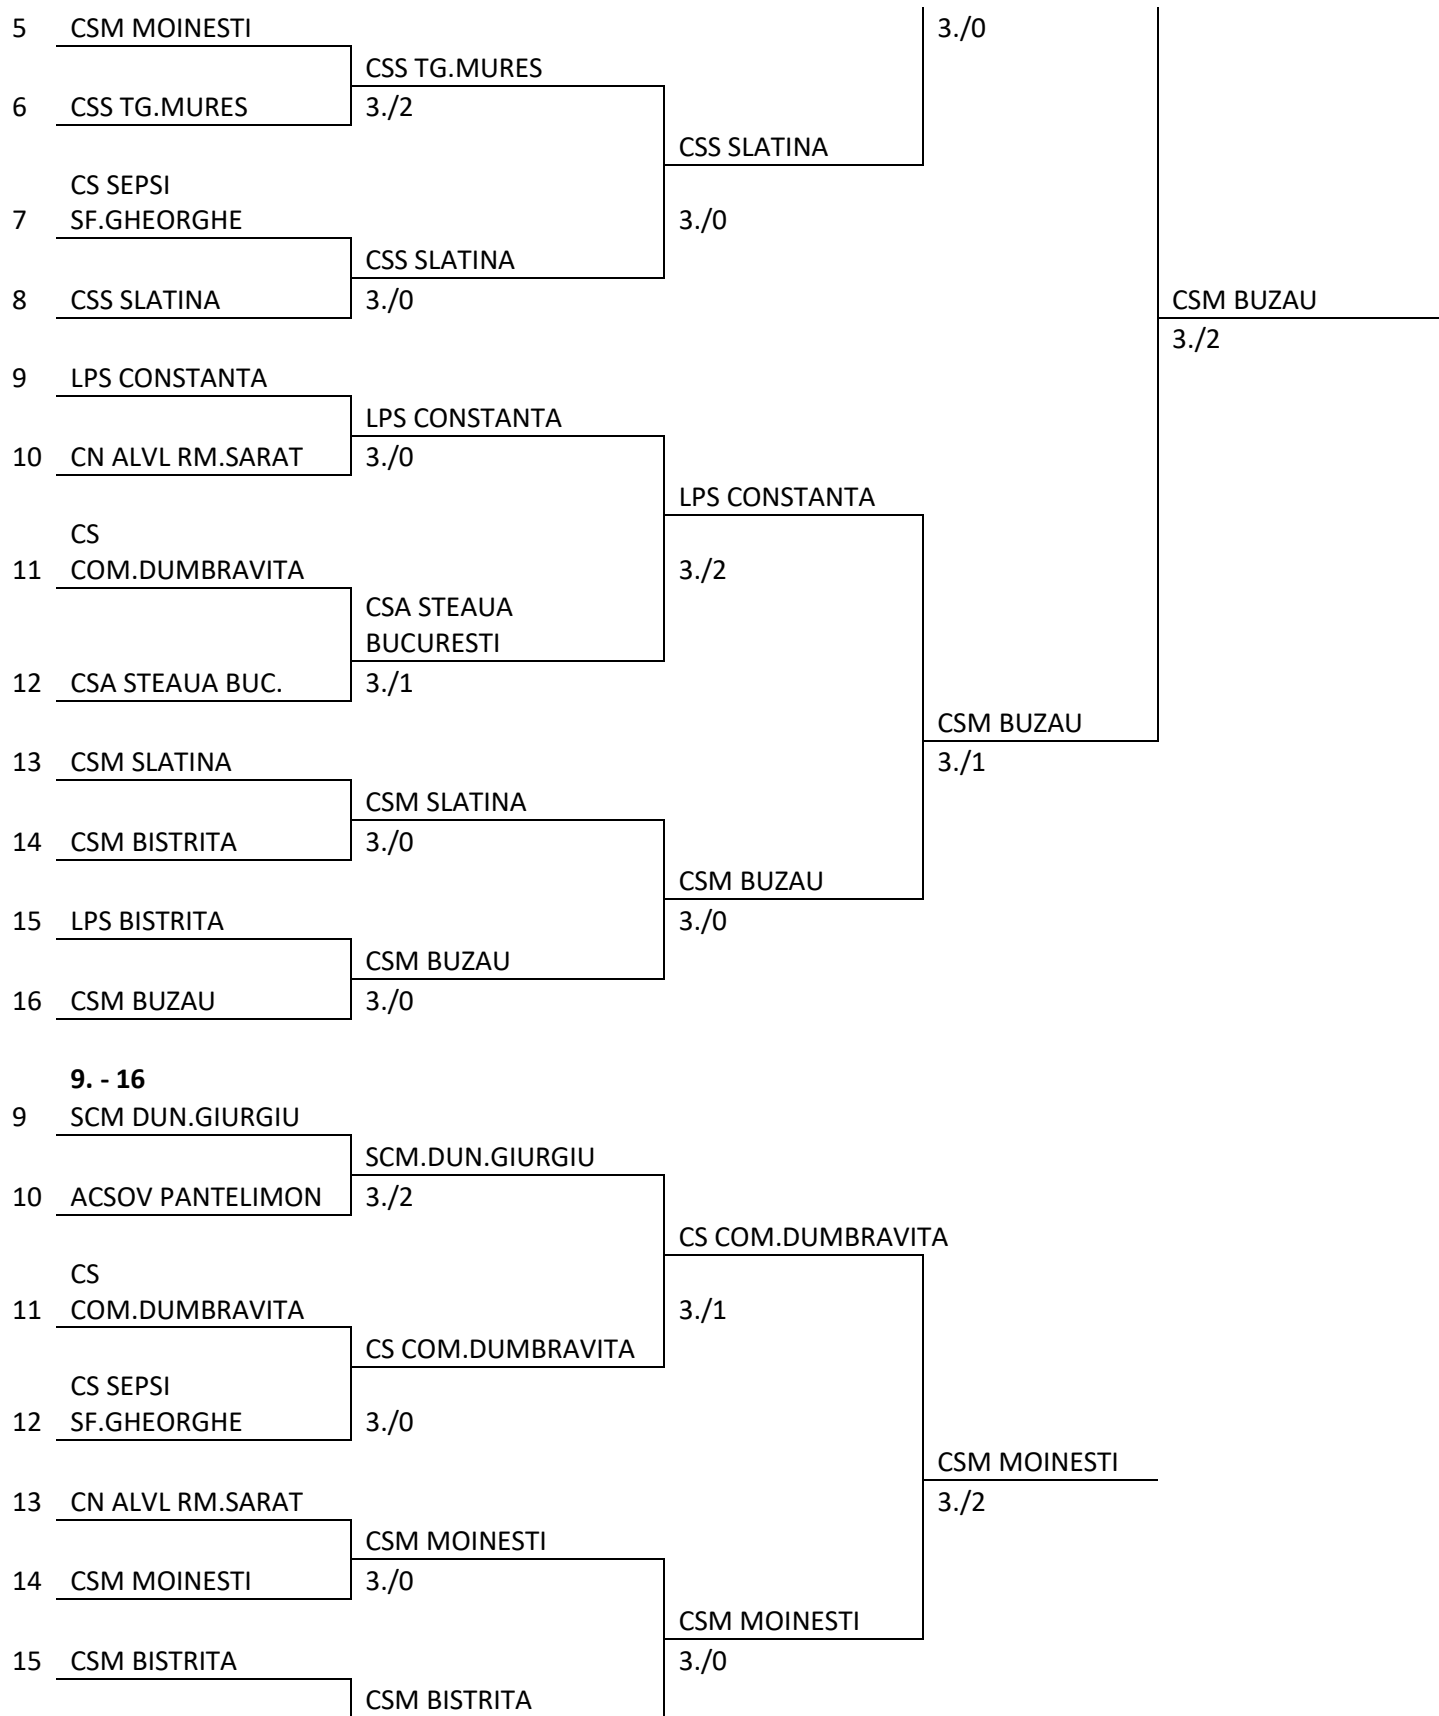 5 CSM MOINESTI 3./0
CSS TG.MURES
6 CSS TG.MURES 3./2
CSS SLATINA
CS SEPSI
7 SF.GHEORGHE 3./0
CSS SLATINA
8 CSS SLATINA 3./0 CSM BUZAU
3./2
9 LPS CONSTANTA
LPS CONSTANTA
10 CN ALVL RM.SARAT 3./0
LPS CONSTANTA
CS
11 COM.DUMBRAVITA 3./2
CSA STEAUA
BUCURESTI
12 CSA STEAUA BUC. 3./1
CSM BUZAU
13 CSM SLATINA 3./1
CSM SLATINA
14 CSM BISTRITA 3./0
CSM BUZAU
15 LPS BISTRITA 3./0
CSM BUZAU
16 CSM BUZAU 3./0
9. - 16
9 SCM DUN.GIURGIU
SCM.DUN.GIURGIU
10 ACSOV PANTELIMON 3./2
CS COM.DUMBRAVITA
CS
11 COM.DUMBRAVITA 3./1
CS COM.DUMBRAVITA
CS SEPSI
12 SF.GHEORGHE 3./0
CSM MOINESTI
13 CN ALVL RM.SARAT 3./2
CSM MOINESTI
14 CSM MOINESTI 3./0
CSM MOINESTI
15 CSM BISTRITA 3./0
CSM BISTRITA